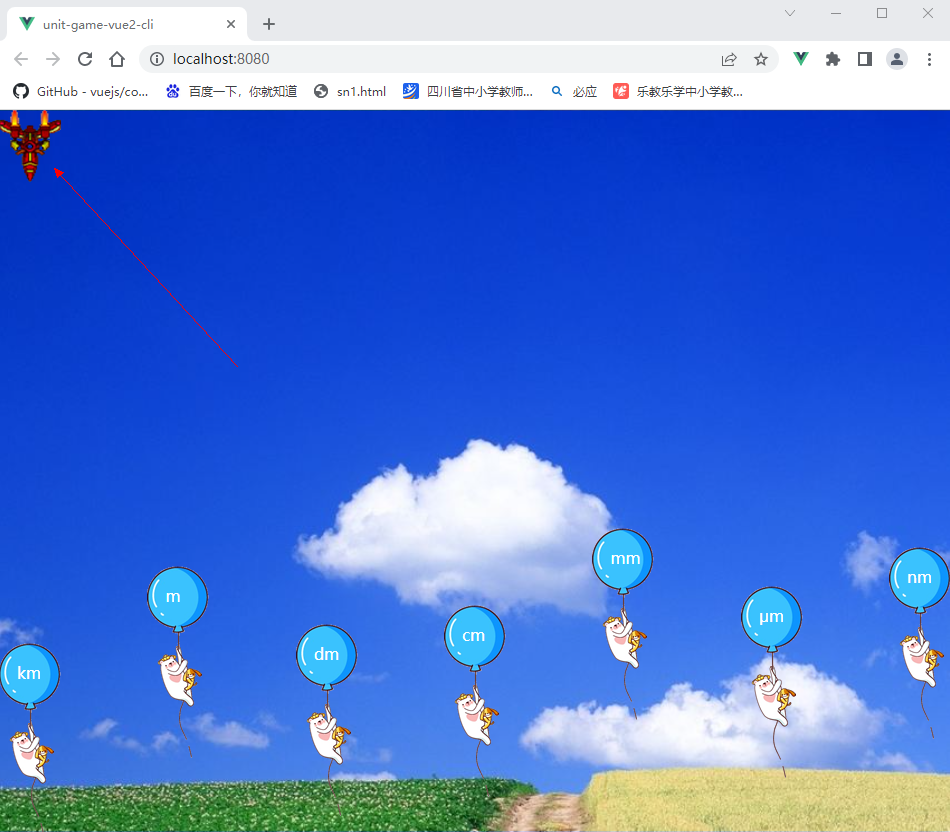 unit-game-vue2-cli
localhost:8080
GitHub - vuejs/co...
百度一下，你就知道
sn1.html
四川省中小学教师...
必应
乐教乐学中小学教...
km
m
dm
cm
mm
μm
nm